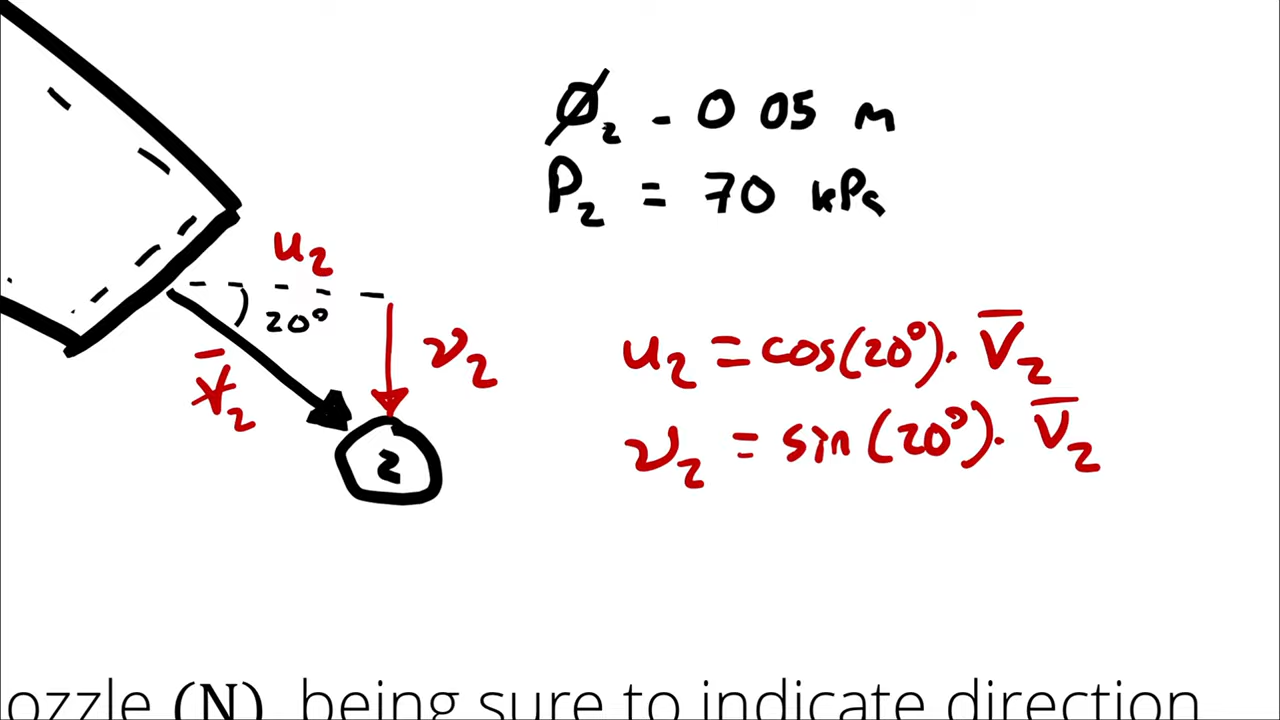 ∅₂ - 0 05 m
P₂ = 70 kPa
u₂
20°
v₂
V̅₂
2
u₂ = cos(20°). V̅₂
v₂ = sin(20°). V̅₂
ozzle (N) being sure to indicate direction